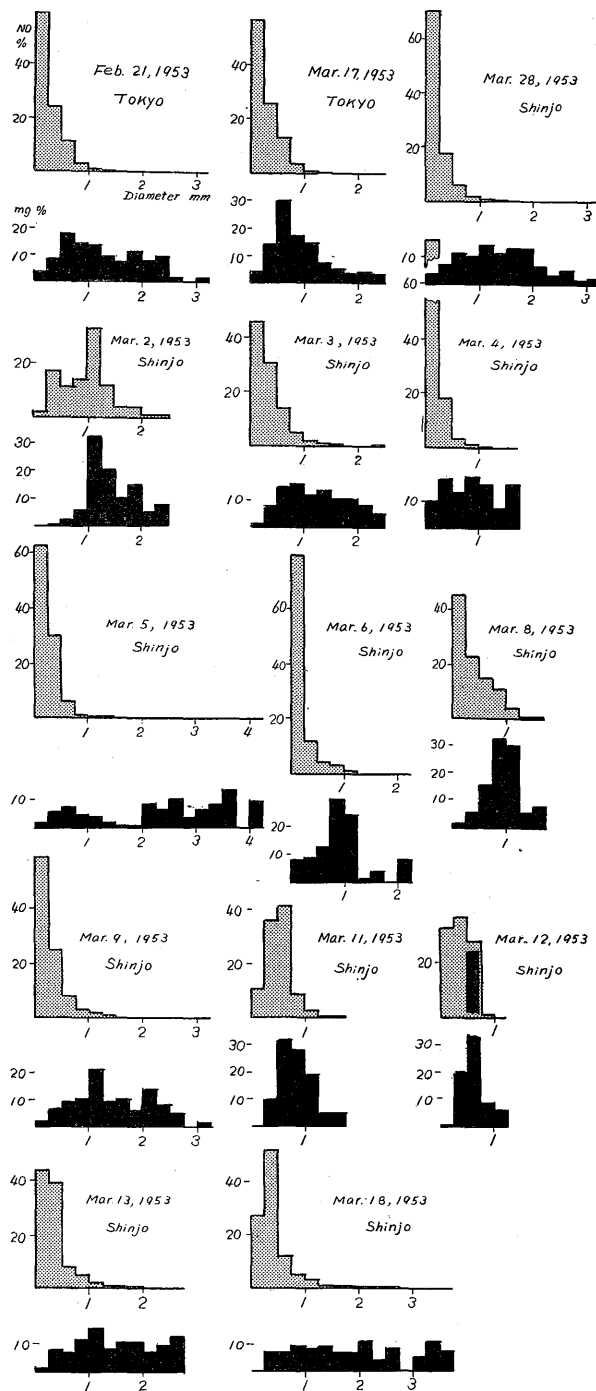 NO
%
40
20
Feb. 21, 1953
TOKYO
1 2 3
Diameter mm
mg %
20
10
1 2 3
40
20
Mar. 17, 1953
TOKYO
1 2
30
20
10
1 2
60
40
20
Mar. 28, 1953
Shinjo
1 2 3
10
1 2 3
20
Mar. 2, 1953
Shinjo
1 2
30
20
10
1 2
40
20
Mar. 3, 1953
Shinjo
1 2
10
1 2
60
40
20
Mar. 4, 1953
Shinjo
1
10
1
60
40
20
Mar. 5, 1953
Shinjo
1 2 3 4
10
1 2 3 4
60
40
20
Mar. 6, 1953
Shinjo
1 2
20
10
1 2
40
20
Mar. 8, 1953
Shinjo
1
30
20
10
1
40
20
Mar. 9, 1953
Shinjo
1 2 3
20
10
1 2 3
40
20
Mar. 11, 1953
Shinjo
1
30
20
10
1
20
Mar. 12, 1953
Shinjo
1
30
20
10
1
40
20
Mar. 13, 1953
Shinjo
1 2
10
1 2
40
20
Mar. 18, 1953
Shinjo
1 2 3
10
1 2 3